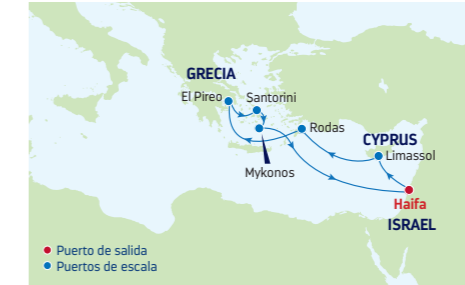 GRECIA
El Pireo
Santorini
Rodas
CYPRUS
Limassol
Mykonos
Haifa
ISRAEL
Puerto de salida
Puertos de escala